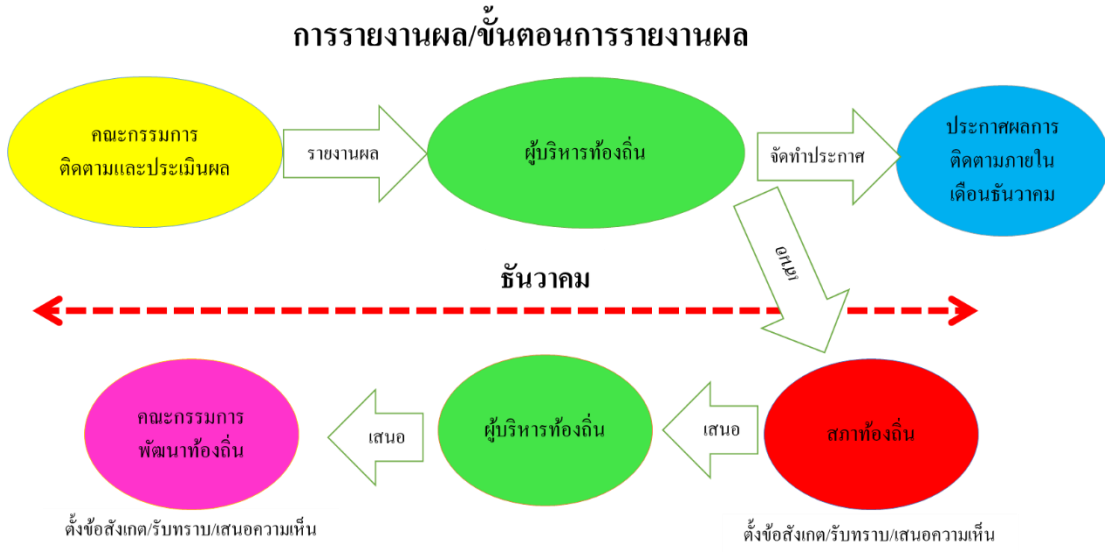 การรายงานผล/ขั้นตอนการรายงานผล
คณะกรรมการ
ติดตามและประเมินผล
รายงานผล
ผู้บริหารท้องถิ่น
จัดทำประกาศ
ประกาศผลการ
ติดตามภายใน
เดือนธันวาคม
เสนอ
ธันวาคม
คณะกรรมการ
พัฒนาท้องถิ่น
เสนอ
ผู้บริหารท้องถิ่น
เสนอ
สภาท้องถิ่น
ตั้งข้อสังเกต/รับทราบ/เสนอความเห็น
ตั้งข้อสังเกต/รับทราบ/เสนอความเห็น